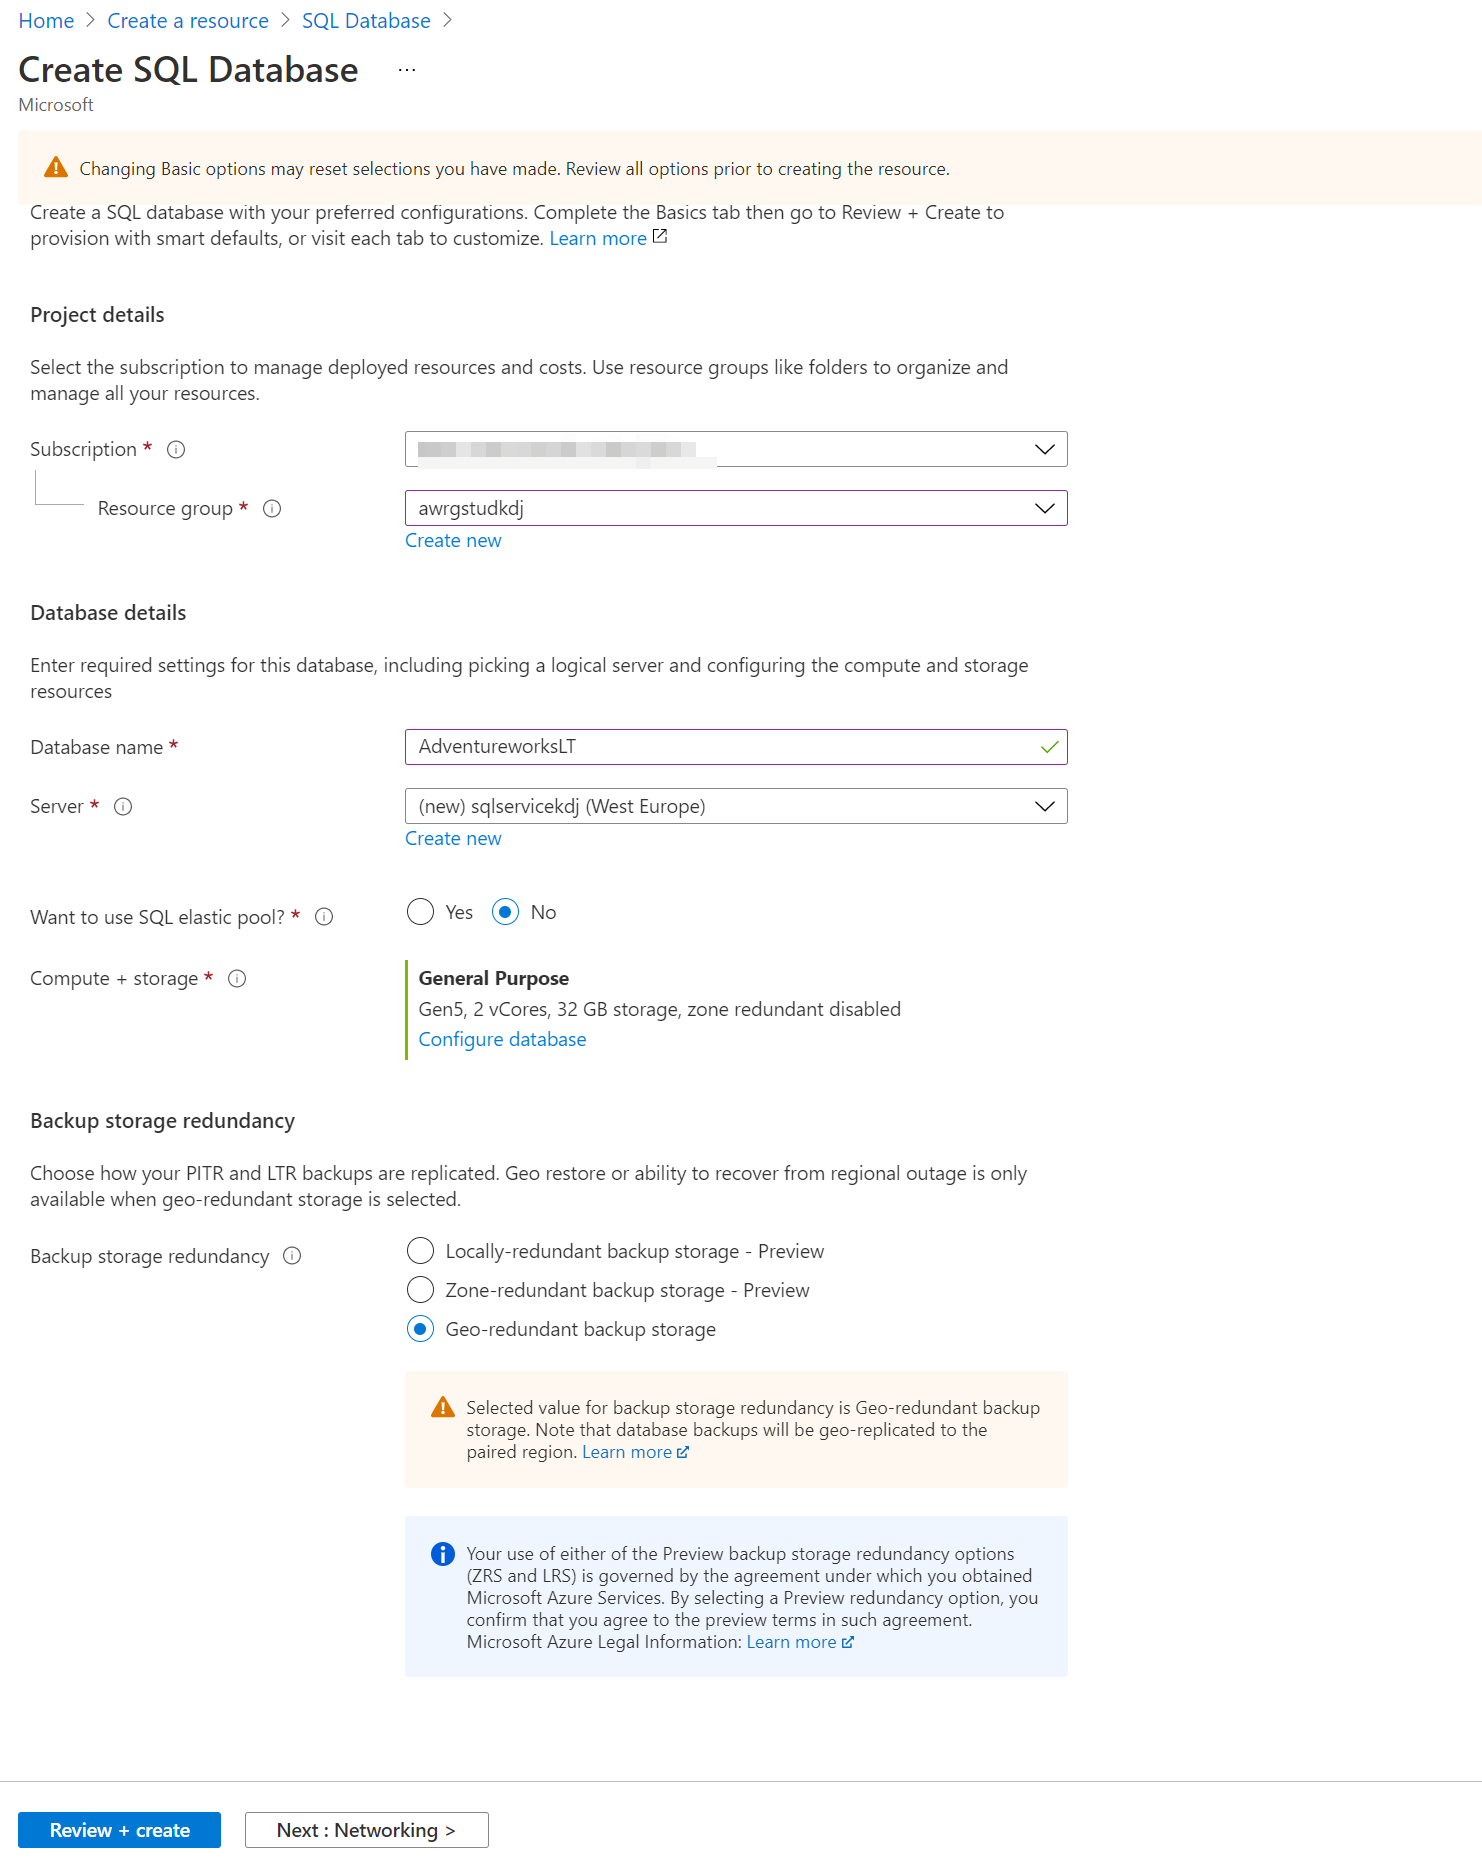 Home > Create a resource > SQL Database >
Create SQL Database ...
Microsoft
Changing Basic options may reset selections you have made. Review all options prior to creating the resource.
Create a SQL database with your preferred configurations. Complete the Basics tab then go to Review + Create to
provision with smart defaults, or visit each tab to customize. Learn more
Project details
Select the subscription to manage deployed resources and costs. Use resource groups like folders to organize and
manage all your resources.
Subscription *
Resource group * awrgstudkdj
Create new
Database details
Enter required settings for this database, including picking a logical server and configuring the compute and storage
resources
Database name * AdventureworksLT
Server * (new) sqlservicekdj (West Europe)
Create new
Want to use SQL elastic pool? * Yes No
Compute + storage * General Purpose
Gen5, 2 vCores, 32 GB storage, zone redundant disabled
Configure database
Backup storage redundancy
Choose how your PITR and LTR backups are replicated. Geo restore or ability to recover from regional outage is only
available when geo-redundant storage is selected.
Backup storage redundancy Locally-redundant backup storage - Preview
Zone-redundant backup storage - Preview
Geo-redundant backup storage
Selected value for backup storage redundancy is Geo-redundant backup
storage. Note that database backups will be geo-replicated to the
paired region. Learn more
Your use of either of the Preview backup storage redundancy options
(ZRS and LRS) is governed by the agreement under which you obtained
Microsoft Azure Services. By selecting a Preview redundancy option, you
confirm that you agree to the preview terms in such agreement.
Microsoft Azure Legal Information: Learn more
Review + create Next : Networking >